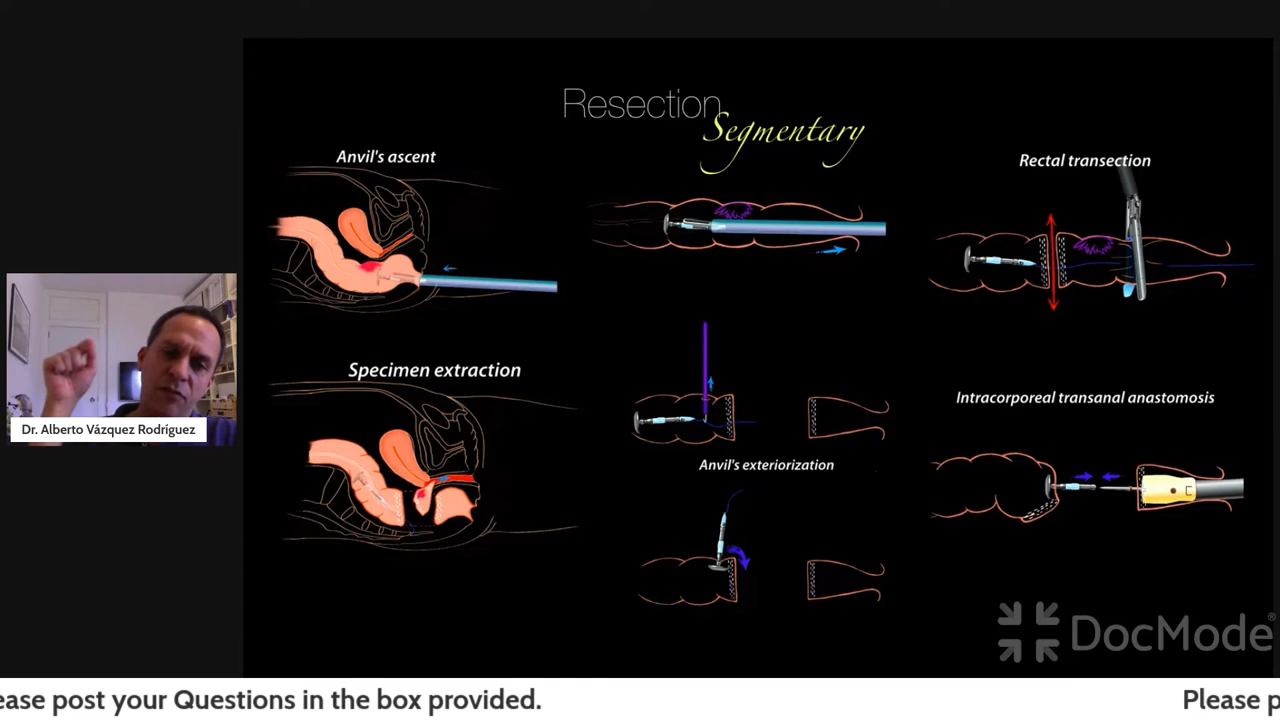 Resection
Segmentary
Anvil's ascent
Rectal transection
Specimen extraction
Intracorporeal transanal anastomosis
Anvil's exteriorization
Dr. Alberto Vázquez Rodríguez
DocMode®
ease post your Questions in the box provided.
Please p